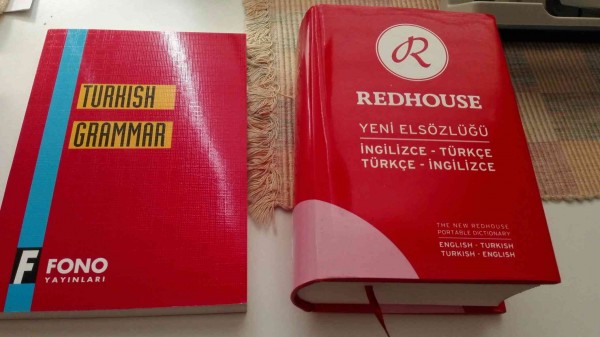 TURKISH
GRAMMAR
F FONO
YAYINLARI
R
REDHOUSE
YENİ ELSÖZLÜĞÜ
İNGİLİZCE - TÜRKÇE
TÜRKÇE - İNGİLİZCE
THE NEW REDHOUSE
PORTABLE DICTIONARY
ENGLISH - TURKISH
TURKISH - ENGLISH